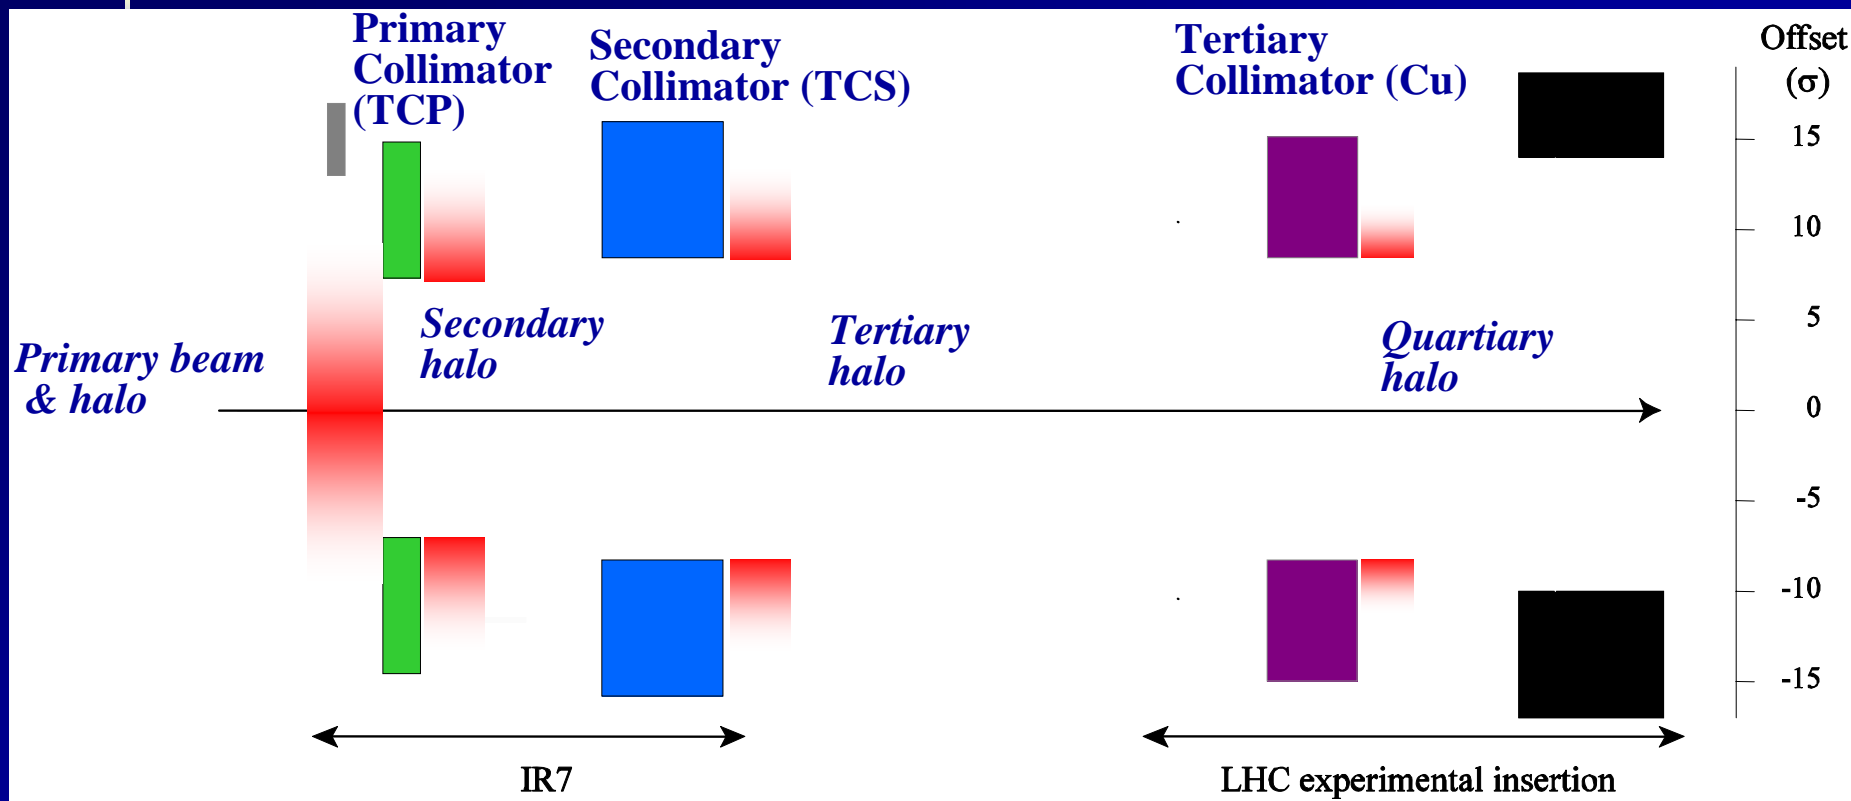 Primary
Collimator
(TCP)
Secondary
Collimator (TCS)
Tertiary
Collimator (Cu)
Offset
(σ)
15
10
5
0
-5
-10
-15
Primary beam
& halo
Secondary
halo
Tertiary
halo
Quartiary
halo
IR7
LHC experimental insertion